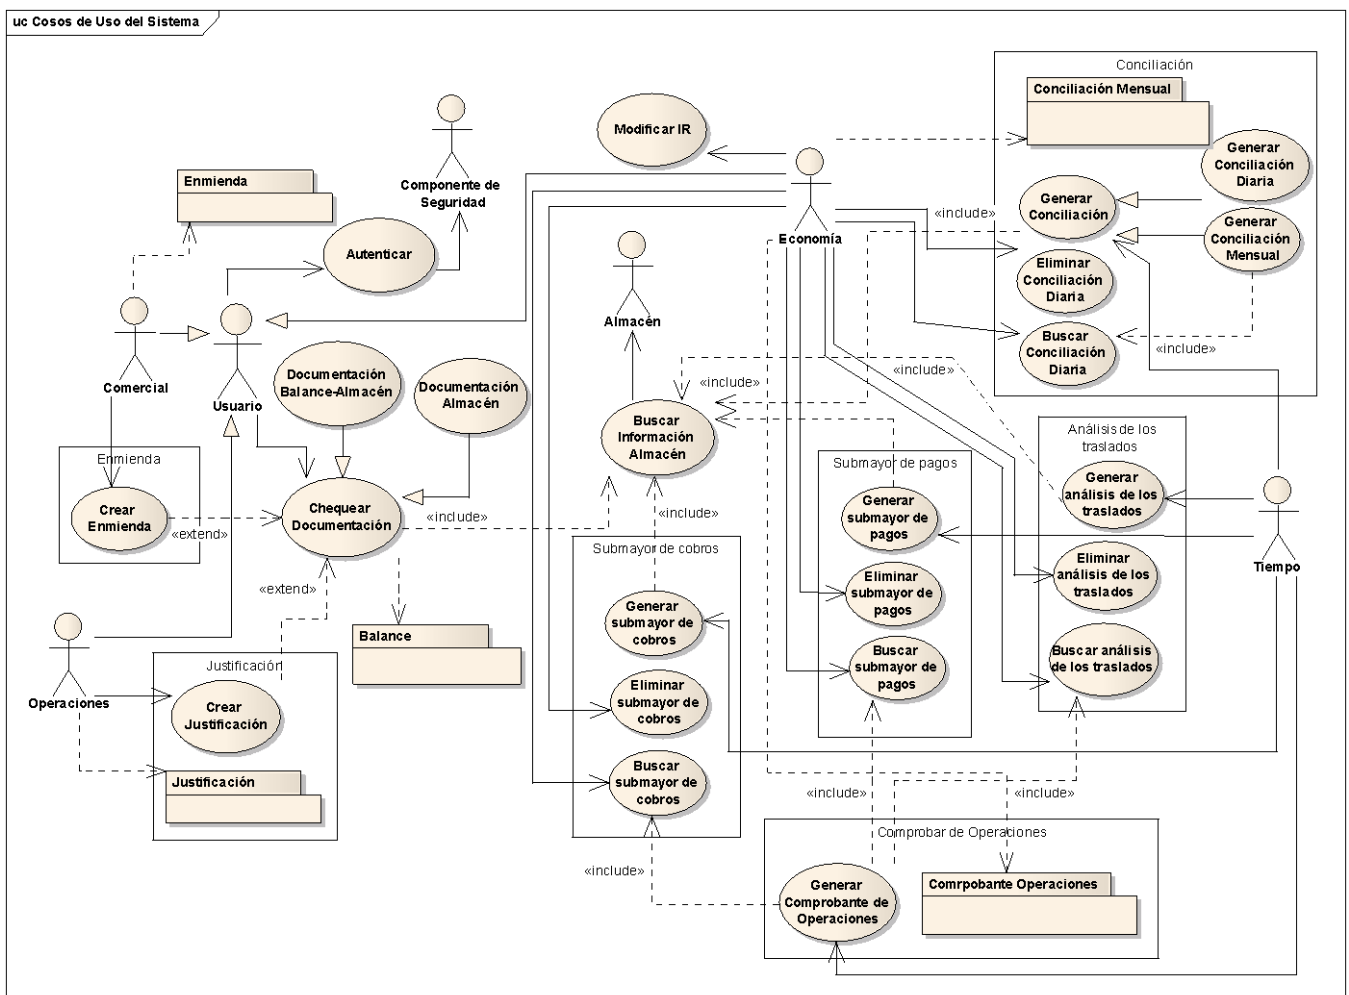 uc Cosos de Uso del Sistema
Conciliación
Conciliación Mensual
Modificar IR
Generar
Conciliación
Diaria
Enmienda
Componente de
Seguridad
Generar
Conciliación
«include»
Generar
Conciliación
Mensual
Economía
Autenticar
Eliminar
Conciliación
Diaria
Almacén
Buscar
Conciliación
Diaria
«include»
Comercial
Usuario
Documentación
Balance-Almacén
Documentación
Almacén
«include»
«include»
Buscar
Información
Almacén
Análisis de los
traslados
Enmienda
Submayor de pagos
Crear
Enmienda
«extend»
Chequear
Documentación
«include»
«include»
Generar
submayor de
pagos
Generar
análisis de los
traslados
Submayor de cobros
Eliminar
submayor de
pagos
Eliminar
análisis de los
traslados
Tiempo
«extend»
Generar
submayor de
cobros
Balance
Buscar
submayor de
pagos
Buscar análisis
de los traslados
Justificación
Operaciones
Crear
Justificación
Eliminar
submayor de
cobros
Justificación
Buscar
submayor de
cobros
«include»
«include»
Comprobar de Operaciones
«include»
Generar
Comprobante de
Operaciones
Comrpobante Operaciones